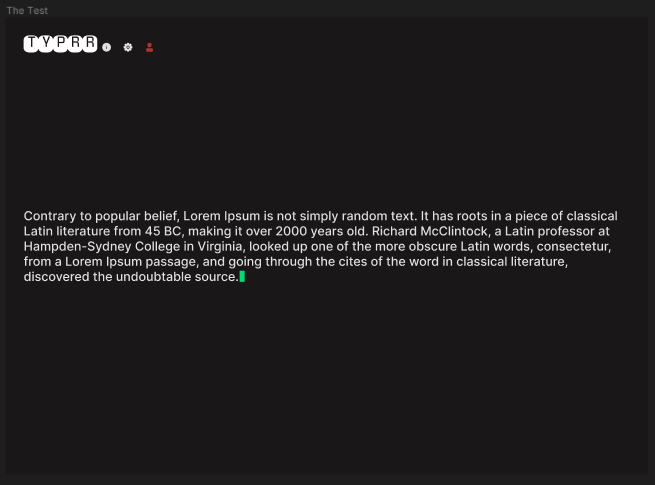 The Test
TYPRR
Contrary to popular belief, Lorem Ipsum is not simply random text. It has roots in a piece of classical
Latin literature from 45 BC, making it over 2000 years old. Richard McClintock, a Latin professor at
Hampden-Sydney College in Virginia, looked up one of the more obscure Latin words, consectetur,
from a Lorem Ipsum passage, and going through the cites of the word in classical literature,
discovered the undoubtable source.